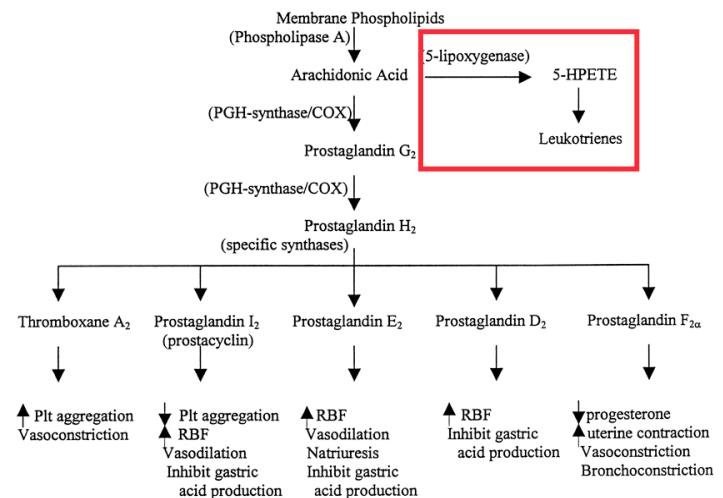 Membrane Phospholipids
(Phospholipase A)
(5-lipoxygenase)
Arachidonic Acid
5-HPETE
(PGH-synthase/COX)
Leukotrienes
Prostaglandin G₂
(PGH-synthase/COX)
Prostaglandin H₂
(specific synthases)
Thromboxane A₂
Prostaglandin I₂
(prostacyclin)
Prostaglandin E₂
Prostaglandin D₂
Prostaglandin F₂α
Plt aggregation
Vasoconstriction
Plt aggregation
RBF
Vasodilation
Inhibit gastric
acid production
RBF
Vasodilation
Natriuresis
Inhibit gastric
acid production
RBF
Inhibit gastric
acid production
progesterone
uterine contraction
Vasoconstriction
Bronchoconstriction